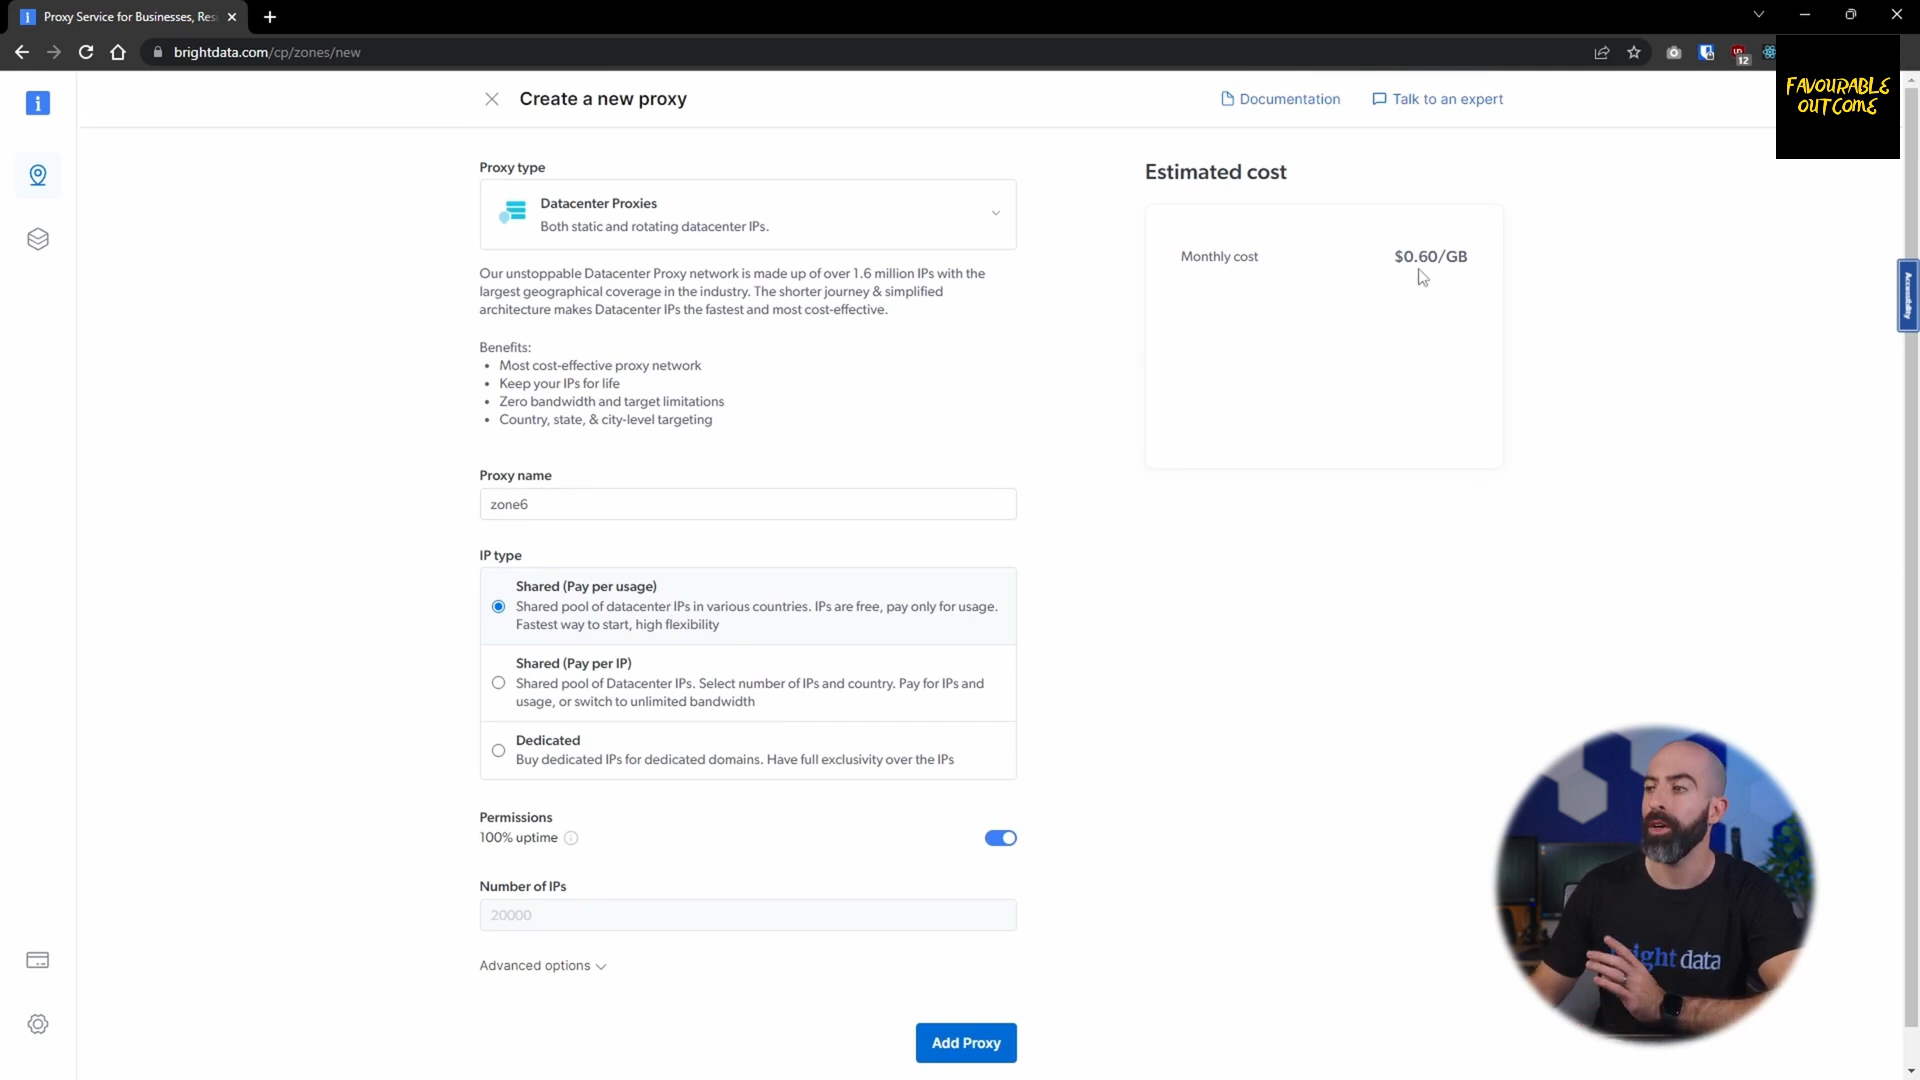 Proxy Service for Businesses, Resi
brightdata.com/cp/zones/new
12
FAVOURABLE
OUTCOME
Create a new proxy
Documentation
Talk to an expert
Proxy type
Datacenter Proxies
Both static and rotating datacenter IPs.
Our unstoppable Datacenter Proxy network is made up of over 1.6 million IPs with the
largest geographical coverage in the industry. The shorter journey & simplified
architecture makes Datacenter IPs the fastest and most cost-effective.
Benefits:
• Most cost-effective proxy network
• Keep your IPs for life
• Zero bandwidth and target limitations
• Country, state, & city-level targeting
Estimated cost
Monthly cost $0.60/GB
Accessibility
Proxy name
zone6
IP type
Shared (Pay per usage)
Shared pool of datacenter IPs in various countries. IPs are free, pay only for usage.
Fastest way to start, high flexibility
Shared (Pay per IP)
Shared pool of Datacenter IPs. Select number of IPs and country. Pay for IPs and
usage, or switch to unlimited bandwidth
Dedicated
Buy dedicated IPs for dedicated domains. Have full exclusivity over the IPs
Permissions
100% uptime
Number of IPs
20000
Advanced options
Add Proxy
bright data